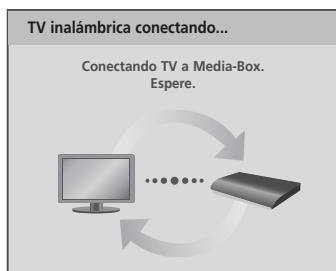 TV inalámbrica conectando...
Conectando TV a Media-Box.
Espere.